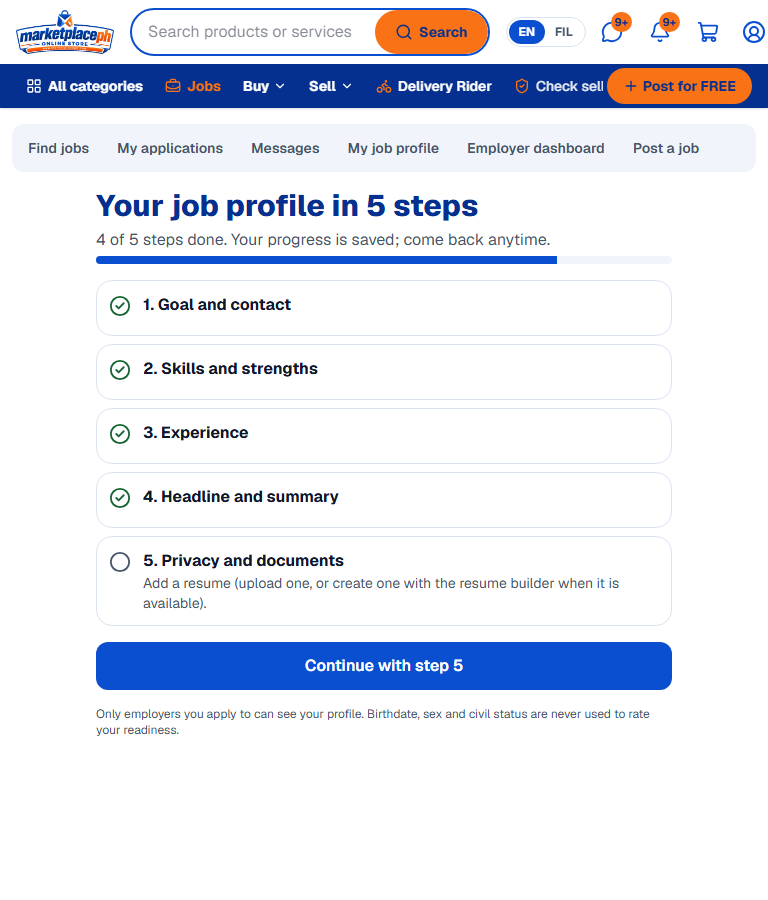 marketplaceph
ONLINE STORE
Search products or services
Search
EN
FIL
9+
9+
All categories
Jobs
Buy
Sell
Delivery Rider
Check sell
+ Post for FREE
Find jobs
My applications
Messages
My job profile
Employer dashboard
Post a job
Your job profile in 5 steps
4 of 5 steps done. Your progress is saved; come back anytime.
1. Goal and contact
2. Skills and strengths
3. Experience
4. Headline and summary
5. Privacy and documents
Add a resume (upload one, or create one with the resume builder when it is
available).
Continue with step 5
Only employers you apply to can see your profile. Birthdate, sex and civil status are never used to rate
your readiness.